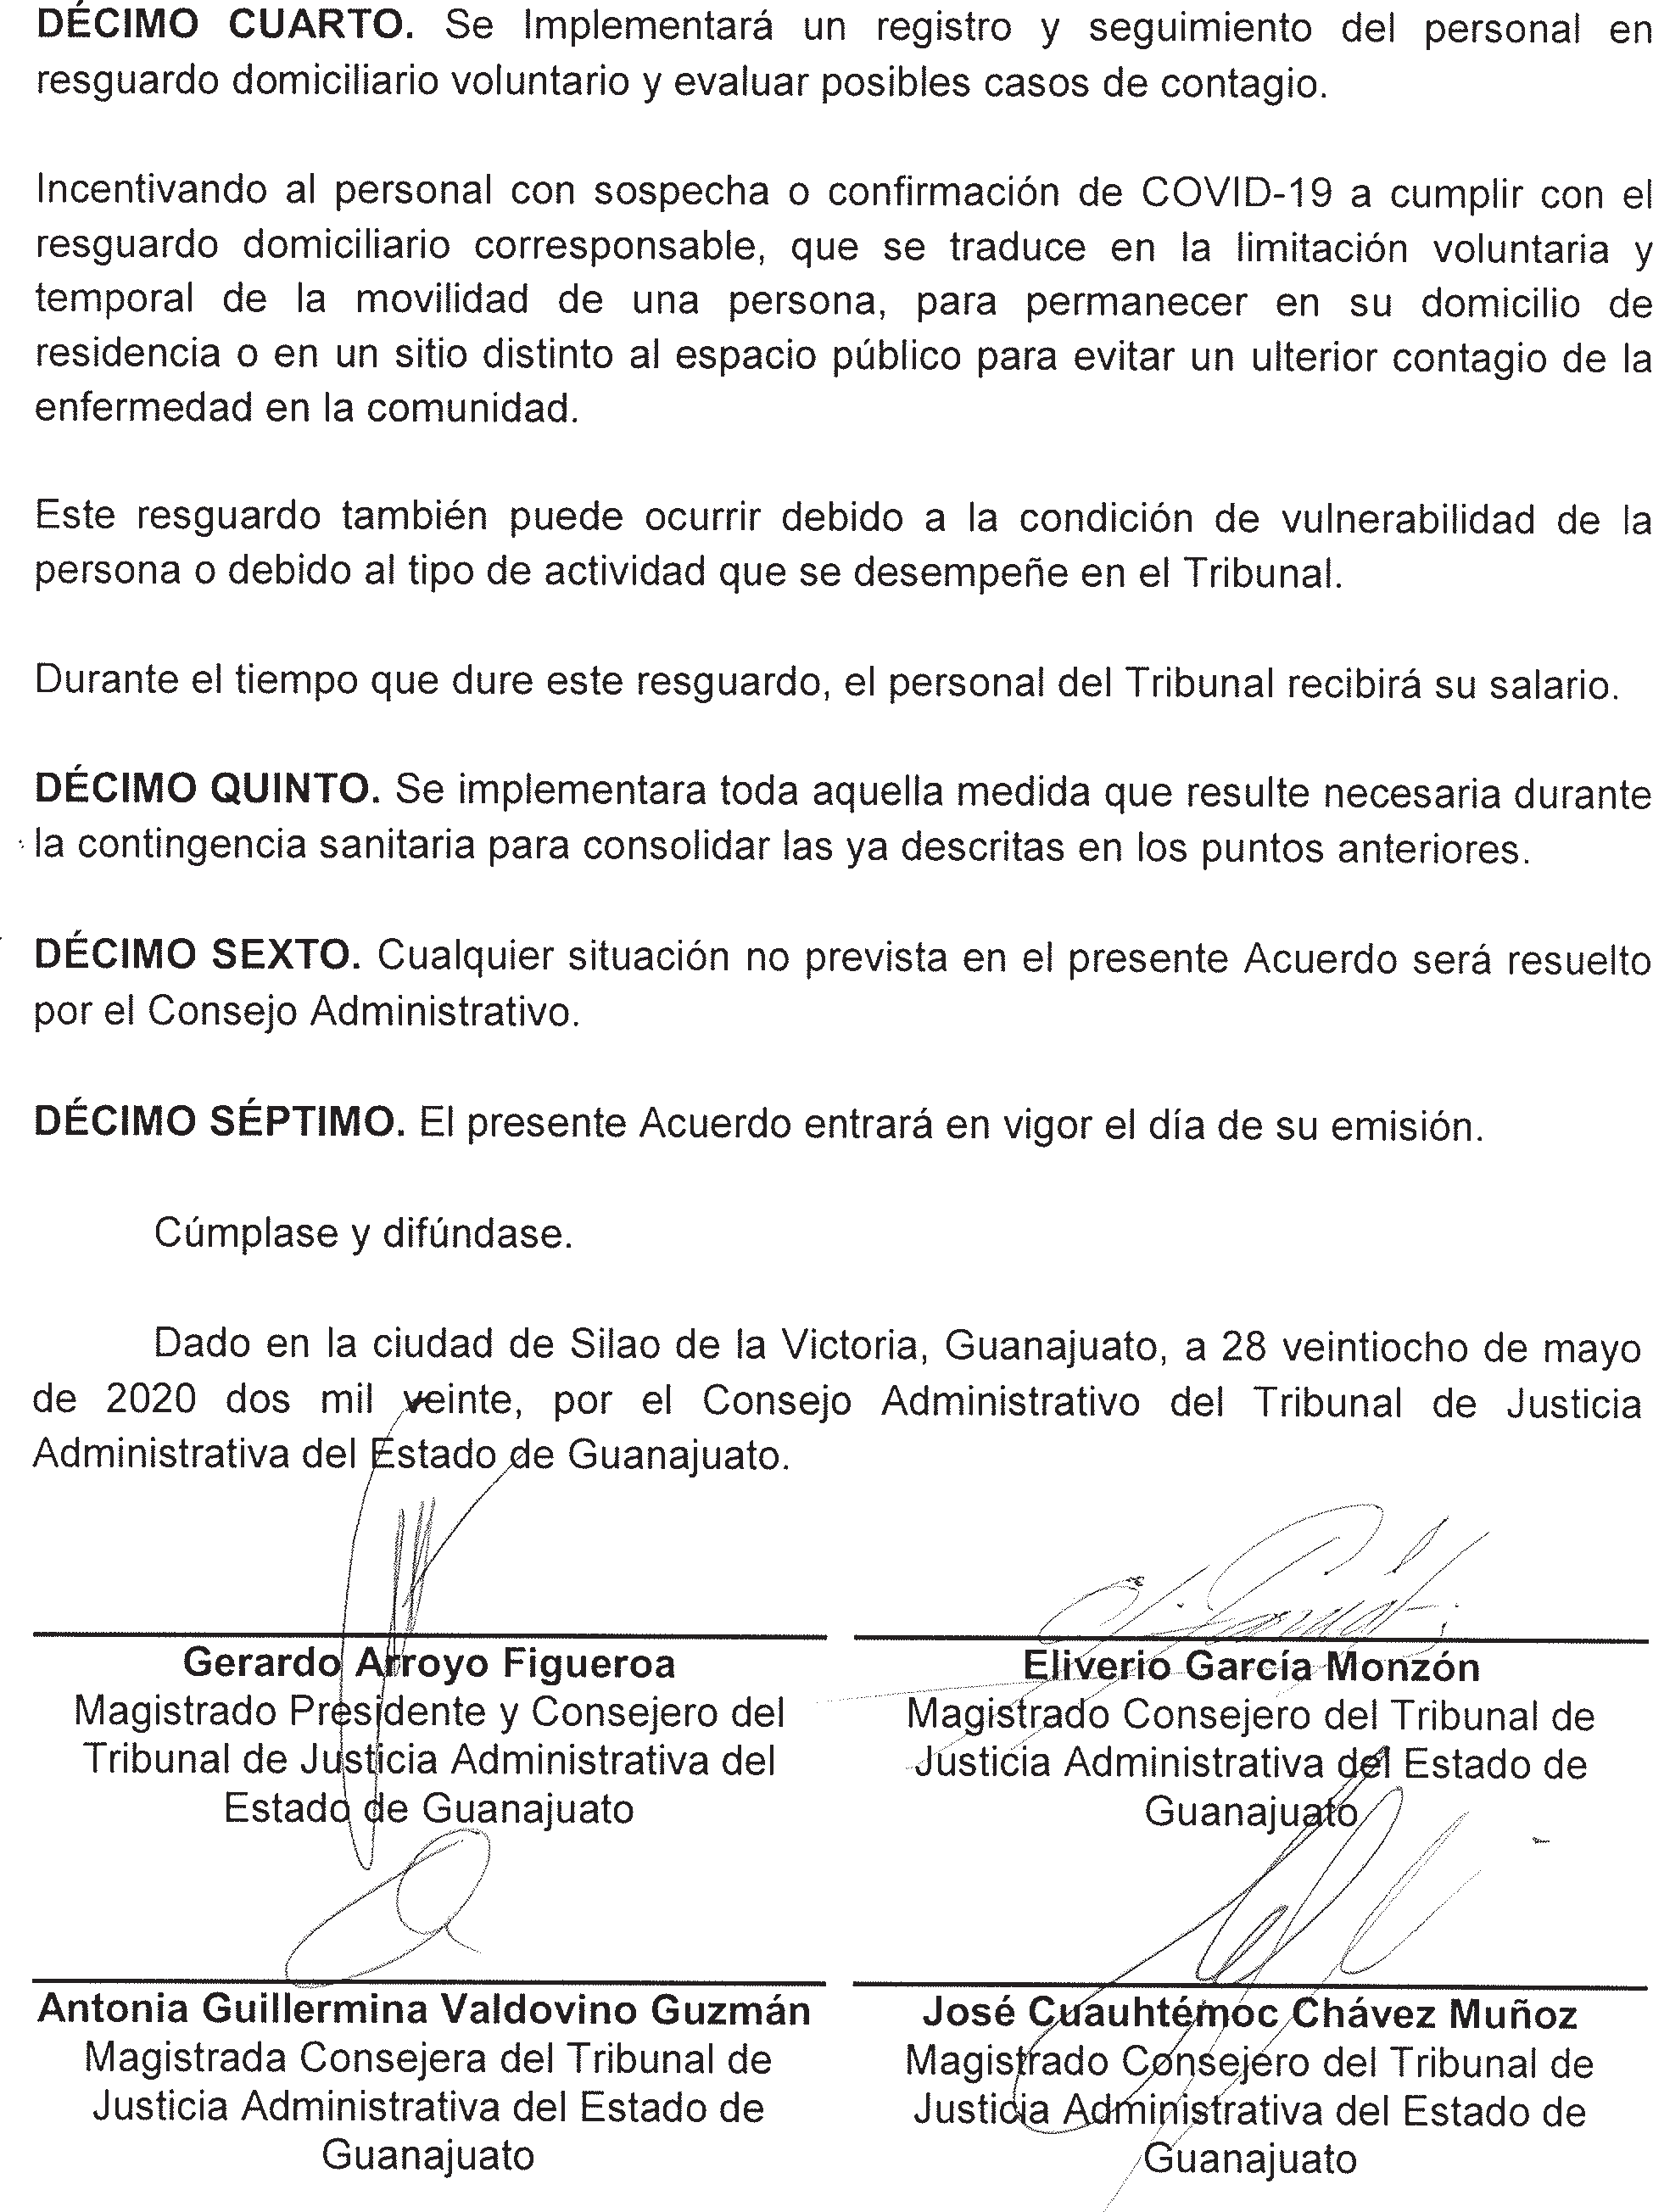 DÉCIMO CUARTO. Se Implementará un registro y seguimiento del personal en
resguardo domiciliario voluntario y evaluar posibles casos de contagio.
Incentivando al personal con sospecha o confirmación de COVID-19 a cumplir con el
resguardo domiciliario corresponsable, que se traduce en la limitación voluntaria y
temporal de la movilidad de una persona, para permanecer en su domicilio de
residencia o en un sitio distinto al espacio público para evitar un ulterior contagio de la
enfermedad en la comunidad.
Este resguardo también puede ocurrir debido a la condición de vulnerabilidad de la
persona o debido al tipo de actividad que se desempeñe en el Tribunal.
Durante el tiempo que dure este resguardo, el personal del Tribunal recibirá su salario.
DÉCIMO QUINTO. Se implementara toda aquella medida que resulte necesaria durante
la contingencia sanitaria para consolidar las ya descritas en los puntos anteriores.
DÉCIMO SEXTO. Cualquier situación no prevista en el presente Acuerdo será resuelto
por el Consejo Administrativo.
DÉCIMO SÉPTIMO. El presente Acuerdo entrará en vigor el día de su emisión.
Cúmplase y difúndase.
Dado en la ciudad de Silao de la Victoria, Guanajuato, a 28 veintiocho de mayo
de 2020 dos mil veinte, por el Consejo Administrativo del Tribunal de Justicia
Administrativa del Estado de Guanajuato.
Gerardo Arroyo Figueroa
Magistrado Presidente y Consejero del
Tribunal de Justicia Administrativa del
Estado de Guanajuato
Eliverio García Monzón
Magistrado Consejero del Tribunal de
Justicia Administrativa del Estado de
Guanajuato
Antonia Guillermina Valdovino Guzmán
Magistrada Consejera del Tribunal de
Justicia Administrativa del Estado de
Guanajuato
José Cuauhtémoc Chávez Muñoz
Magistrado Consejero del Tribunal de
Justicia Administrativa del Estado de
Guanajuato